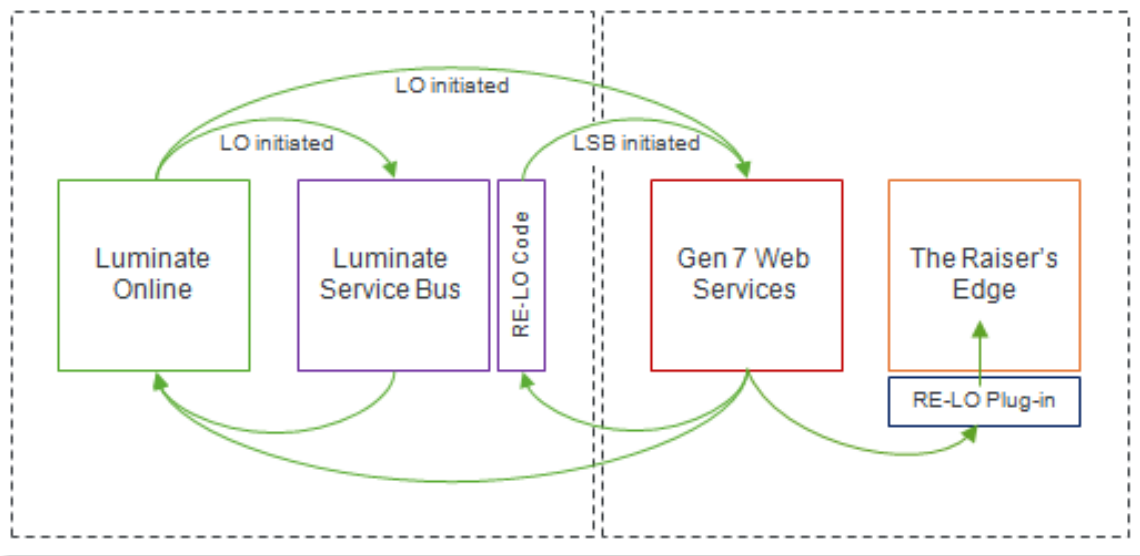 LO initiated
LO initiated
LSB initiated
Luminate
Online
Luminate
Service Bus
RE-LO Code
Gen 7 Web
Services
The Raiser's
Edge
RE-LO Plug-in